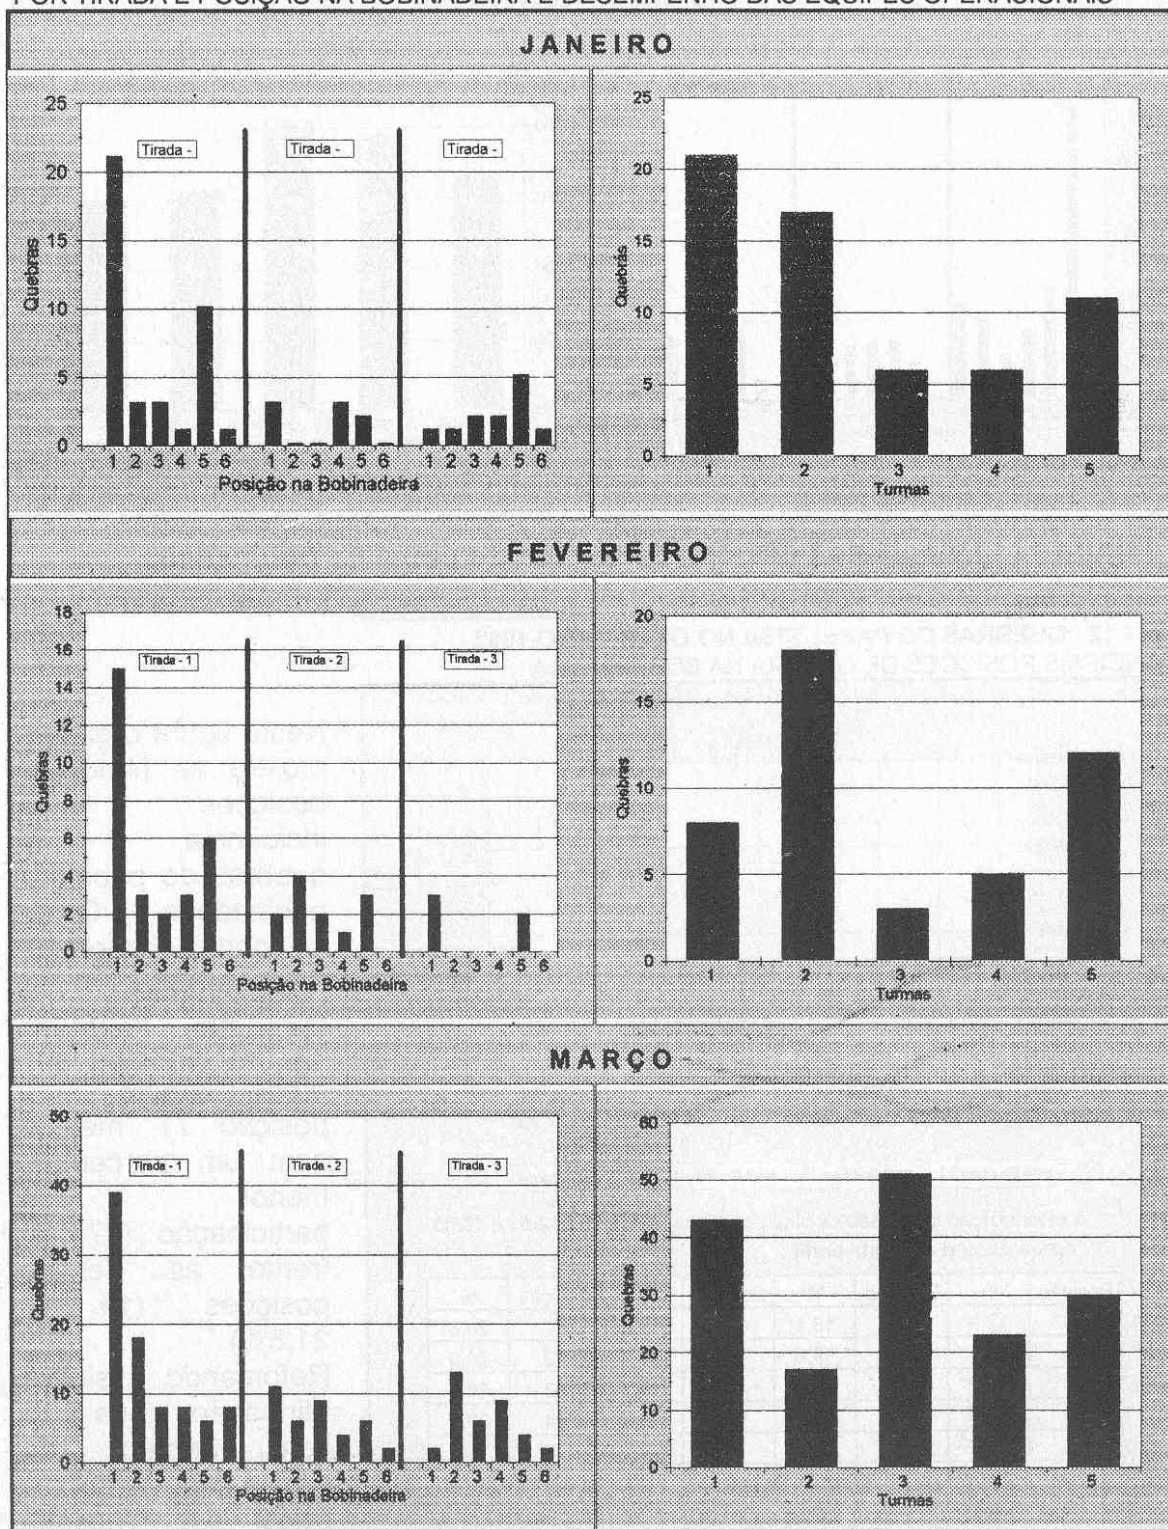 POR TIRADA E POSIÇÃO NA BOBINADEIRA E DESEMPENHO DAS EQUIPES OPERACIONAIS
JANEIRO
25
20
15
10
5
0
Quebras
Tirada -
Tirada -
Tirada -
1 2 3 4 5 6 1 2 3 4 5 6 1 2 3 4 5 6
Posição na Bobinadeira
25
20
15
10
5
0
Quebras
1 2 3 4 5
Turmas
FEVEREIRO
18
16
14
12
10
8
6
4
2
0
Quebras
Tirada - 1
Tirada - 2
Tirada - 3
1 2 3 4 5 6 1 2 3 4 5 6 1 2 3 4 5 6
Posição na Bobinadeira
20
15
10
5
0
Quebras
1 2 3 4 5
Turmas
MARÇO
50
40
30
20
10
0
Quebras
Tirada - 1
Tirada - 2
Tirada - 3
1 2 3 4 5 6 1 2 3 4 5 6 1 2 3 4 5 6
Posição na Bobinadeira
60
50
40
30
20
10
0
Quebras
1 2 3 4 5
Turmas